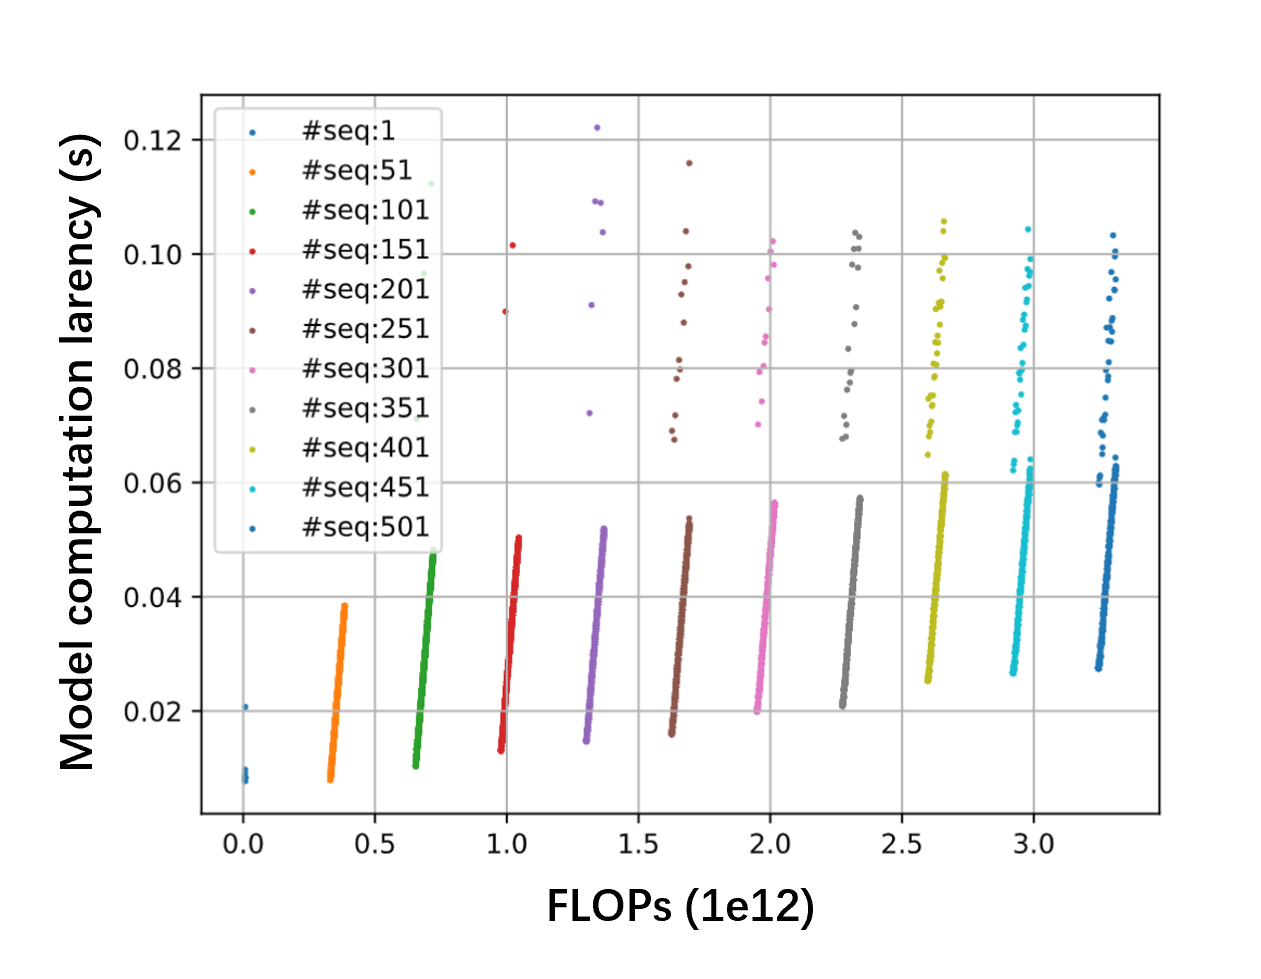 #seq:1
#seq:51
#seq:101
#seq:151
#seq:201
#seq:251
#seq:301
#seq:351
#seq:401
#seq:451
#seq:501
Model computation larency (s)
0.12
0.10
0.08
0.06
0.04
0.02
0.0 0.5 1.0 1.5 2.0 2.5 3.0
FLOPs (1e12)